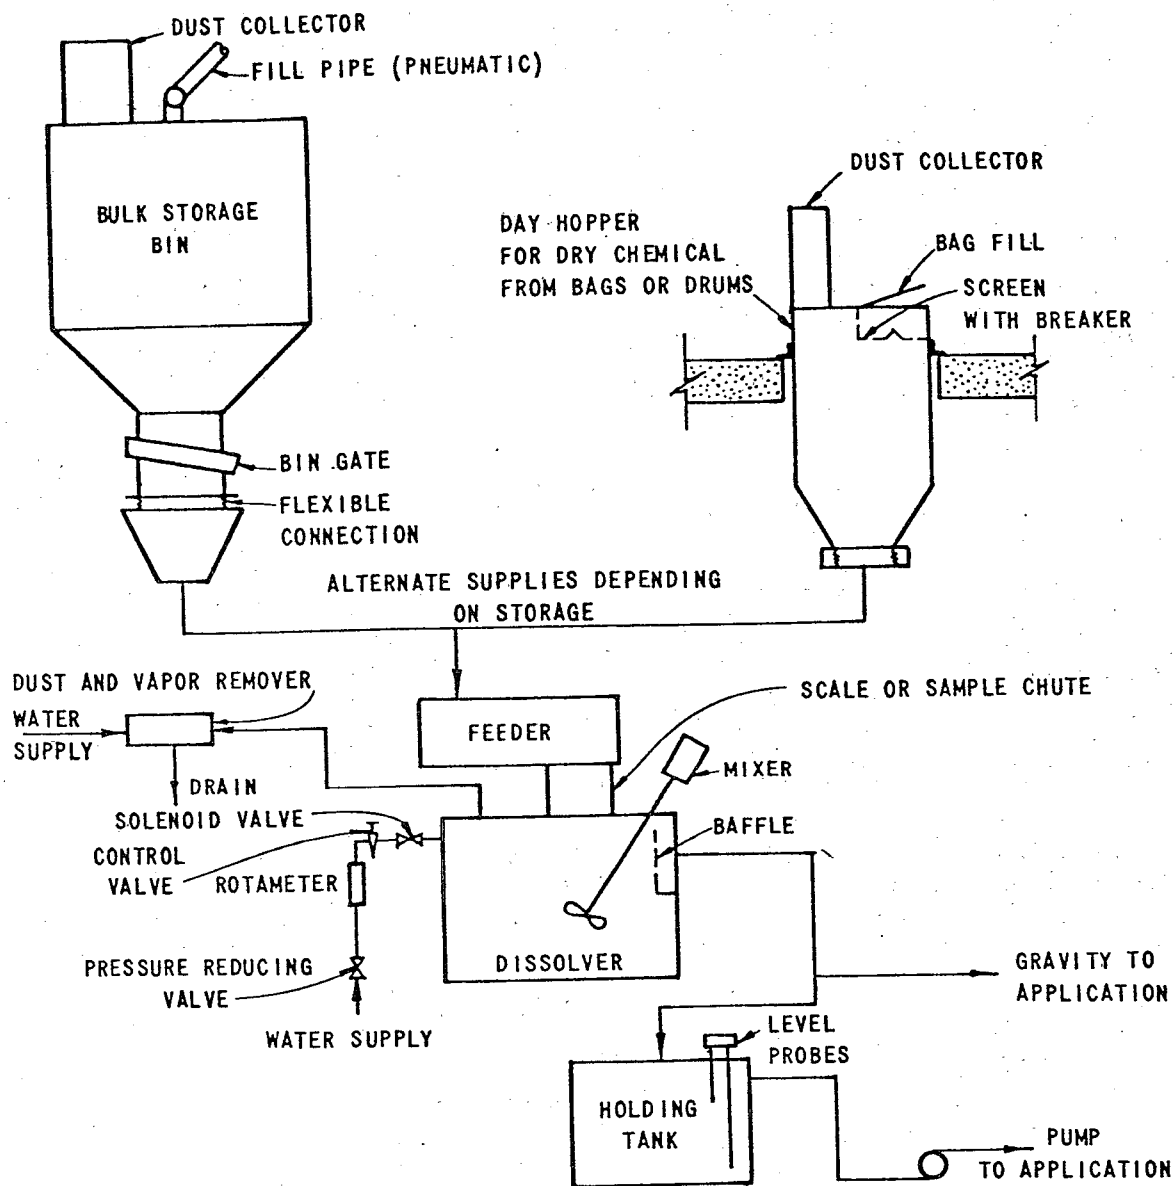 DUST COLLECTOR
FILL PIPE (PNEUMATIC)
BULK STORAGE
BIN
DUST COLLECTOR
DAY HOPPER
FOR DRY CHEMICAL
FROM BAGS OR DRUMS
BAG FILL
SCREEN
WITH BREAKER
BIN GATE
FLEXIBLE
CONNECTION
ALTERNATE SUPPLIES DEPENDING
ON STORAGE
DUST AND VAPOR REMOVER
WATER
SUPPLY
DRAIN
FEEDER
SCALE OR SAMPLE CHUTE
MIXER
SOLENOID VALVE
CONTROL
VALVE
ROTAMETER
BAFFLE
DISSOLVER
PRESSURE REDUCING
VALVE
WATER SUPPLY
GRAVITY TO
APPLICATION
LEVEL
PROBES
HOLDING
TANK
PUMP
TO APPLICATION